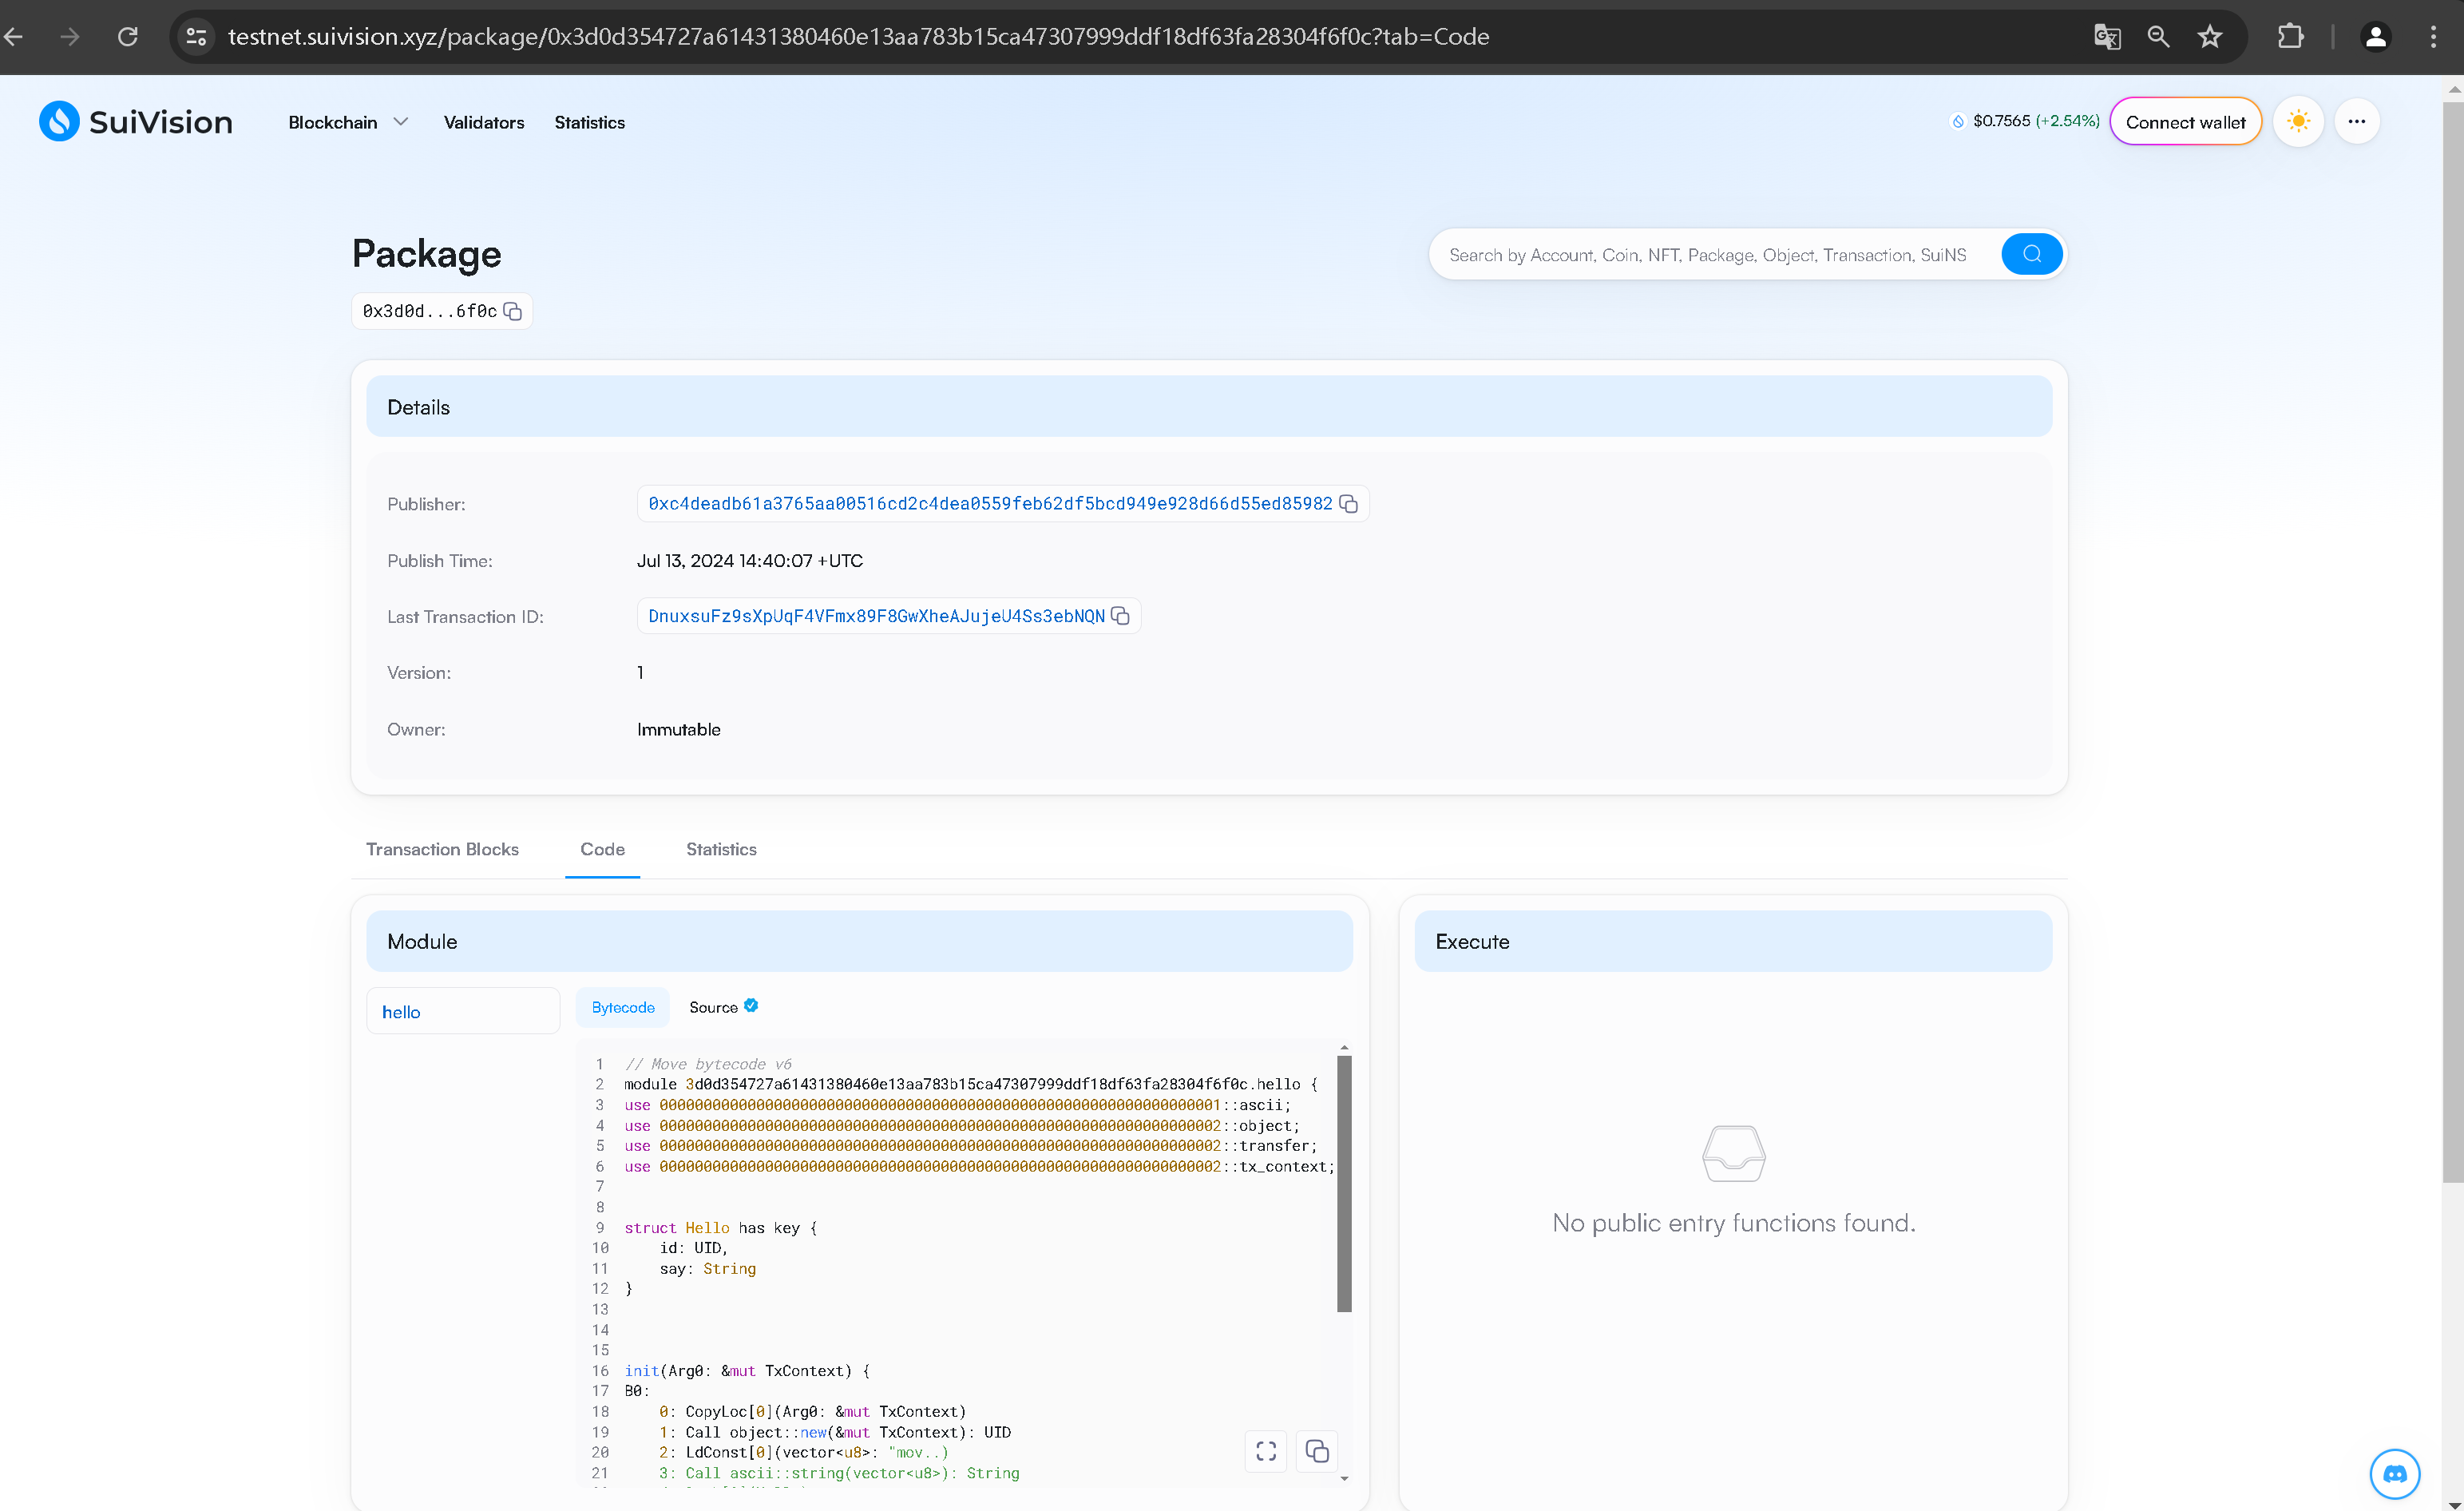 testnet.suivision.xyz/package/0x3d0d354727a61431380460e13aa783b15ca47307999ddf18df63fa28304f6f0c?tab=Code
SuiVision
Blockchain
Validators
Statistics
$0.7565 (+2.54%)
Connect wallet
Package
Search by Account, Coin, NFT, Package, Object, Transaction, SuiNS
0x3d0d...6f0c
Details
Publisher:
0xc4deadb61a3765aa00516cd2c4dea0559feb62df5bcd949e928d66d55ed85982
Publish Time:
Jul 13, 2024 14:40:07 +UTC
Last Transaction ID:
DnuxsuFz9sXpUqF4VFmx89F8GwXheAJujeU4Ss3ebNQN
Version:
1
Owner:
Immutable
Transaction Blocks
Code
Statistics
Module
hello
Bytecode
Source
1 // Move bytecode v6
2 module 3d0d354727a61431380460e13aa783b15ca47307999ddf18df63fa28304f6f0c.hello {
3 use 0000000000000000000000000000000000000000000000000000000000000001::ascii;
4 use 0000000000000000000000000000000000000000000000000000000000000002::object;
5 use 0000000000000000000000000000000000000000000000000000000000000002::transfer;
6 use 0000000000000000000000000000000000000000000000000000000000000002::tx_context;
7
8
9 struct Hello has key {
10 id: UID,
11 say: String
12 }
13
14
15
16 init(Arg0: &mut TxContext) {
17 B0:
18 0: CopyLoc[0](Arg0: &mut TxContext)
19 1: Call object::new(&mut TxContext): UID
20 2: LdConst[0](vector<u8>: "mov..)
21 3: Call ascii::string(vector<u8>): String
Execute
No public entry functions found.